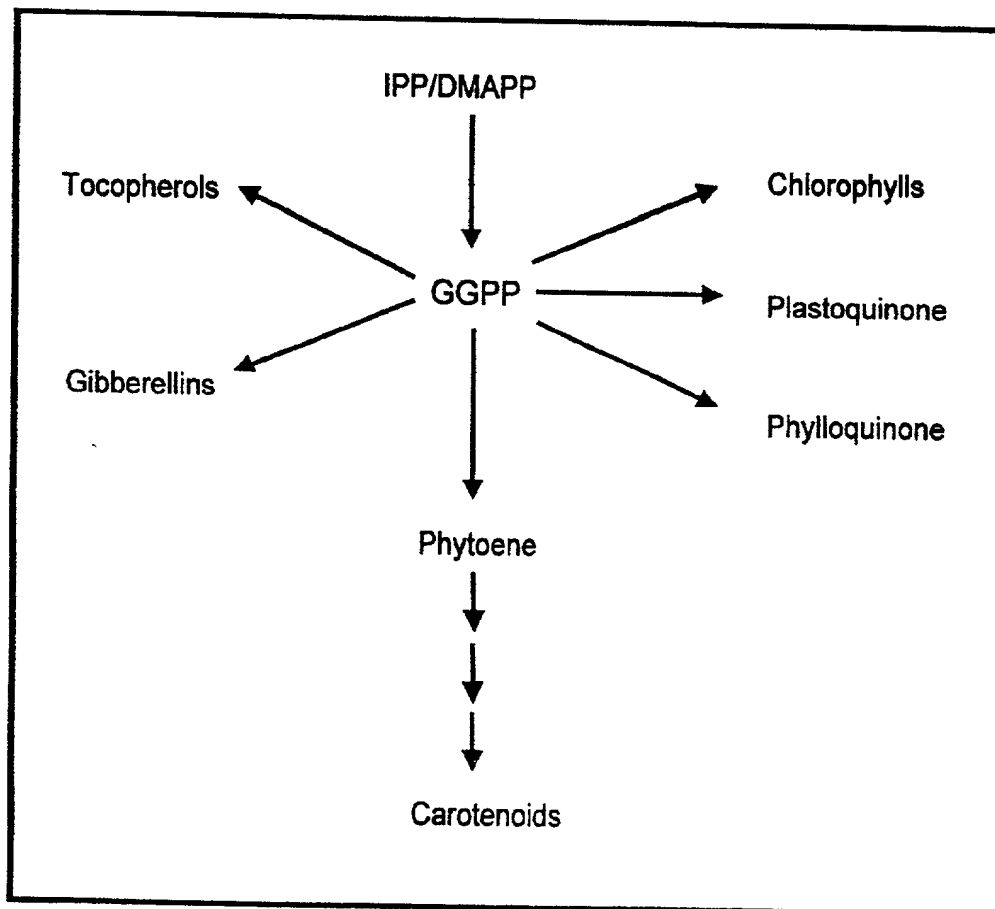 IPP/DMAPP
Tocopherols
Chlorophylls
GGPP
Plastoquinone
Gibberellins
Phylloquinone
Phytoene
Carotenoids